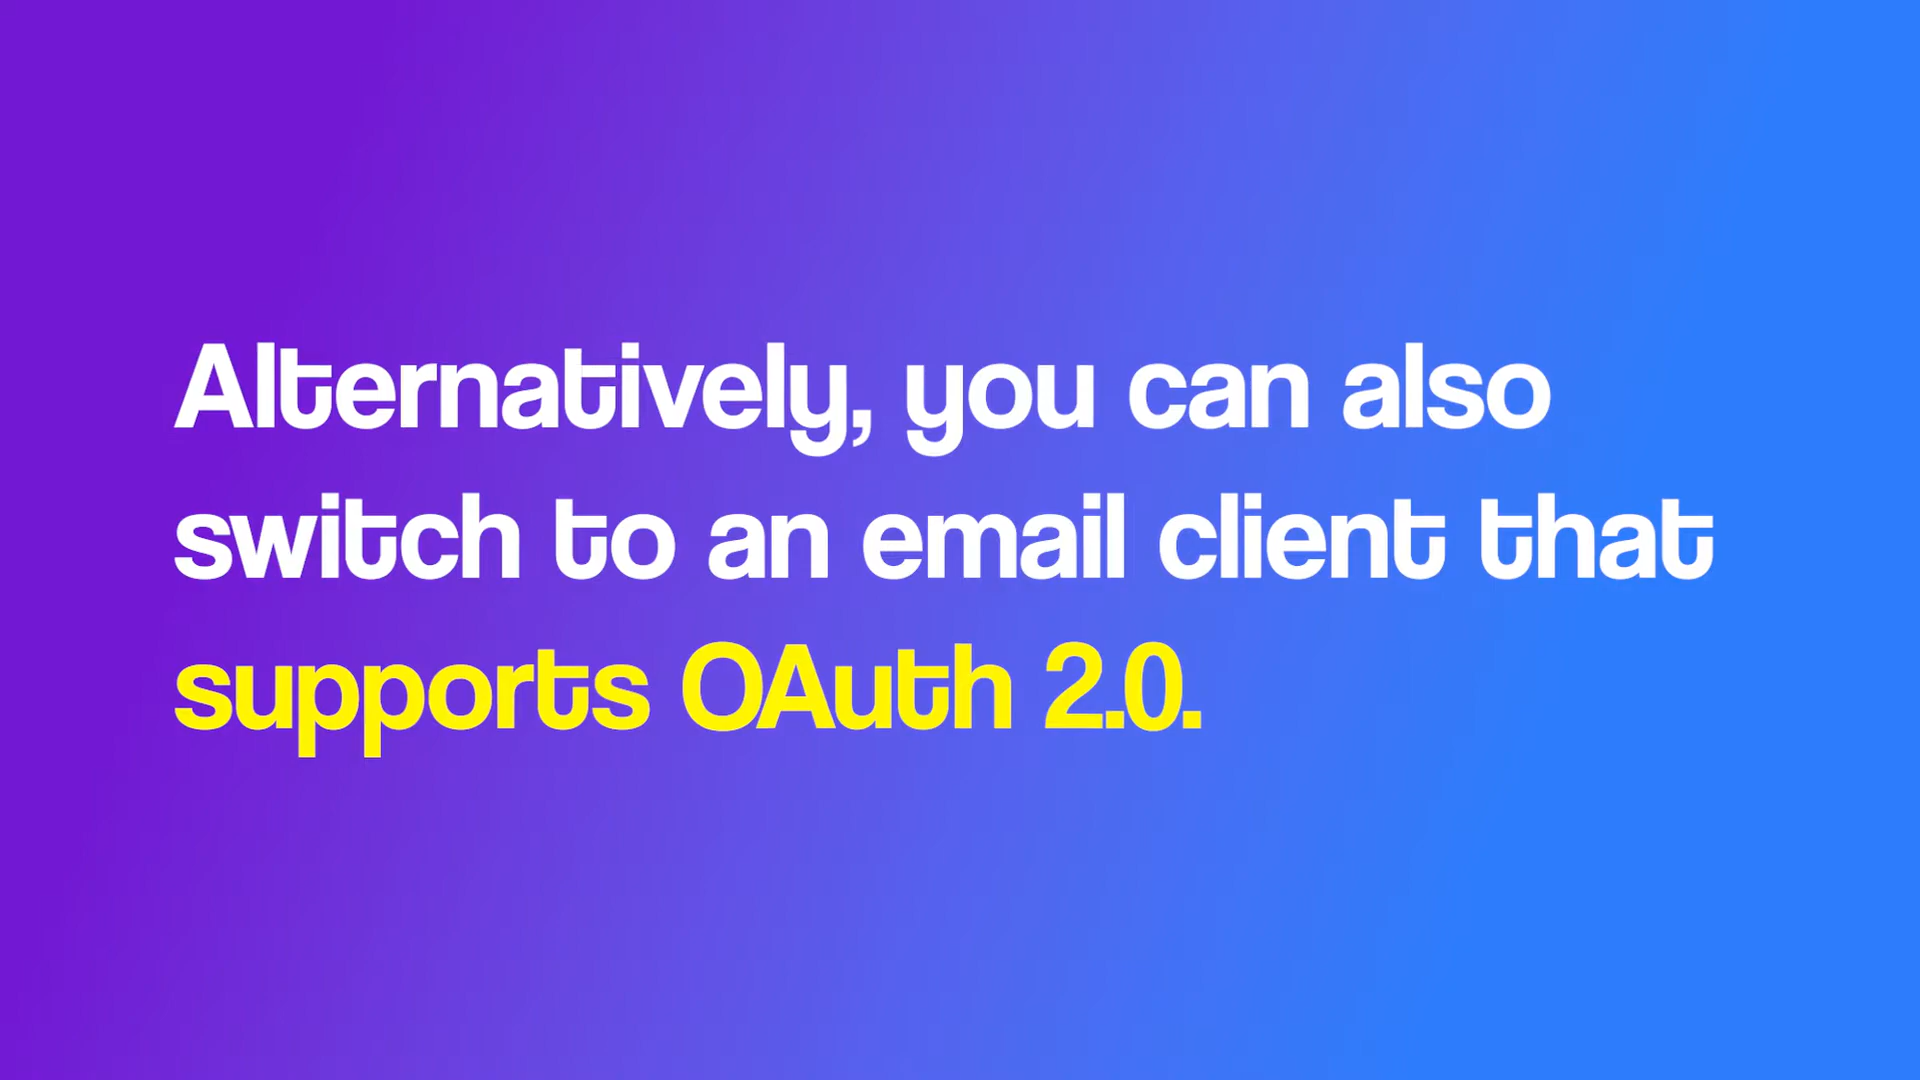 Alternatively, you can also
switch to an email client that
supports OAuth 2.0.